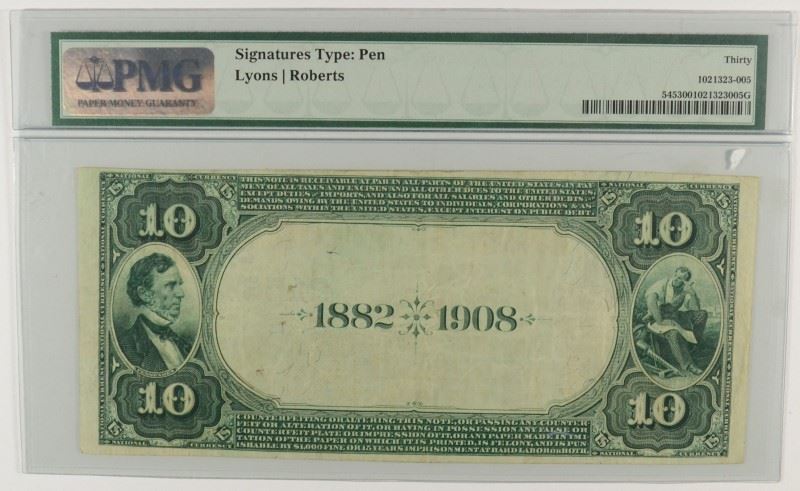 PMG
PAPER MONEY GUARANTY
Signatures Type: Pen
Lyons | Roberts
Thirty
1021323-005
5453001021323005G
NATIONAL CURRENCY
THIS NOTE IS RECEIVABLE AT PAR IN ALL PARTS OF THE UNITED STATES, IN PAY
MENT OF ALL TAXES AND EXCISES AND ALL OTHER DUES TO THE UNITED STATES,
EXCEPT DUTIES ON IMPORTS, AND ALSO FOR ALL SALARIES AND OTHER DEBTS &
DEMANDS OWING BY THE UNITED STATES TO INDIVIDUALS, CORPORATIONS & AS
SOCIATIONS WITHIN THE UNITED STATES, EXCEPT INTEREST ON PUBLIC DEBT.
NATIONAL CURRENCY
10
10
1882 1908
10
10
COUNTERFEITING OR ALTERING THIS NOTE, OR PASSING ANY COUNTER
FEIT OR ALTERATION OF IT, OR HAVING IN POSSESSION ANY FALSE OR
COUNTERFEIT PLATE OR IMPRESSION OF IT, OR ANY PAPER MADE IN IMI
TATION OF THE PAPER ON WHICH IT IS PRINTED, IS FELONY, AND IS PUN
ISHABLE BY $1,000 FINE OR 15 YEARS IMPRISONMENT AT HARD LABOR OR BOTH.